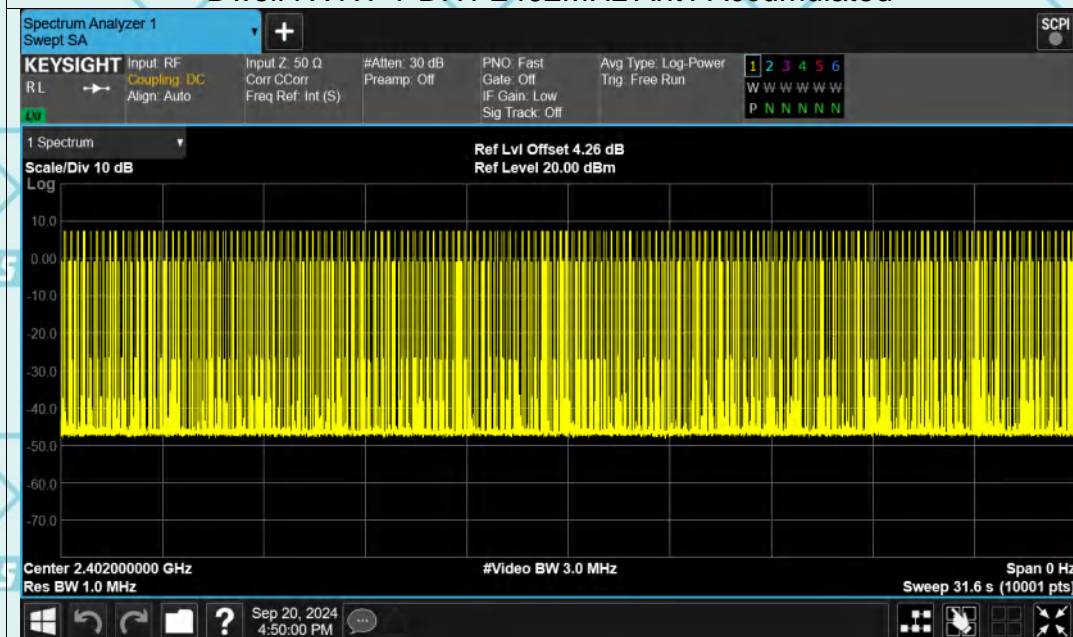 Spectrum Analyzer 1
Swept SA
+
SCPI
KEYSIGHT
R L
LXI
Input: RF
Coupling: DC
Align: Auto
Input Z: 50 Ω
Corr CCorr
Freq Ref: Int (S)
#Atten: 30 dB
Preamp: Off
PNO: Fast
Gate: Off
IF Gain: Low
Sig Track: Off
Avg Type: Log-Power
Trig: Free Run
1 2 3 4 5 6
W W W W W W
P N N N N N
1 Spectrum
Scale/Div 10 dB
Ref Lvl Offset 4.26 dB
Ref Level 20.00 dBm
Log
10.0
0.00
-10.0
-20.0
-30.0
-40.0
-50.0
-60.0
-70.0
Center 2.402000000 GHz
Res BW 1.0 MHz
#Video BW 3.0 MHz
Span 0 Hz
Sweep 31.6 s (10001 pts)
?
Sep 20, 2024
4:50:00 PM